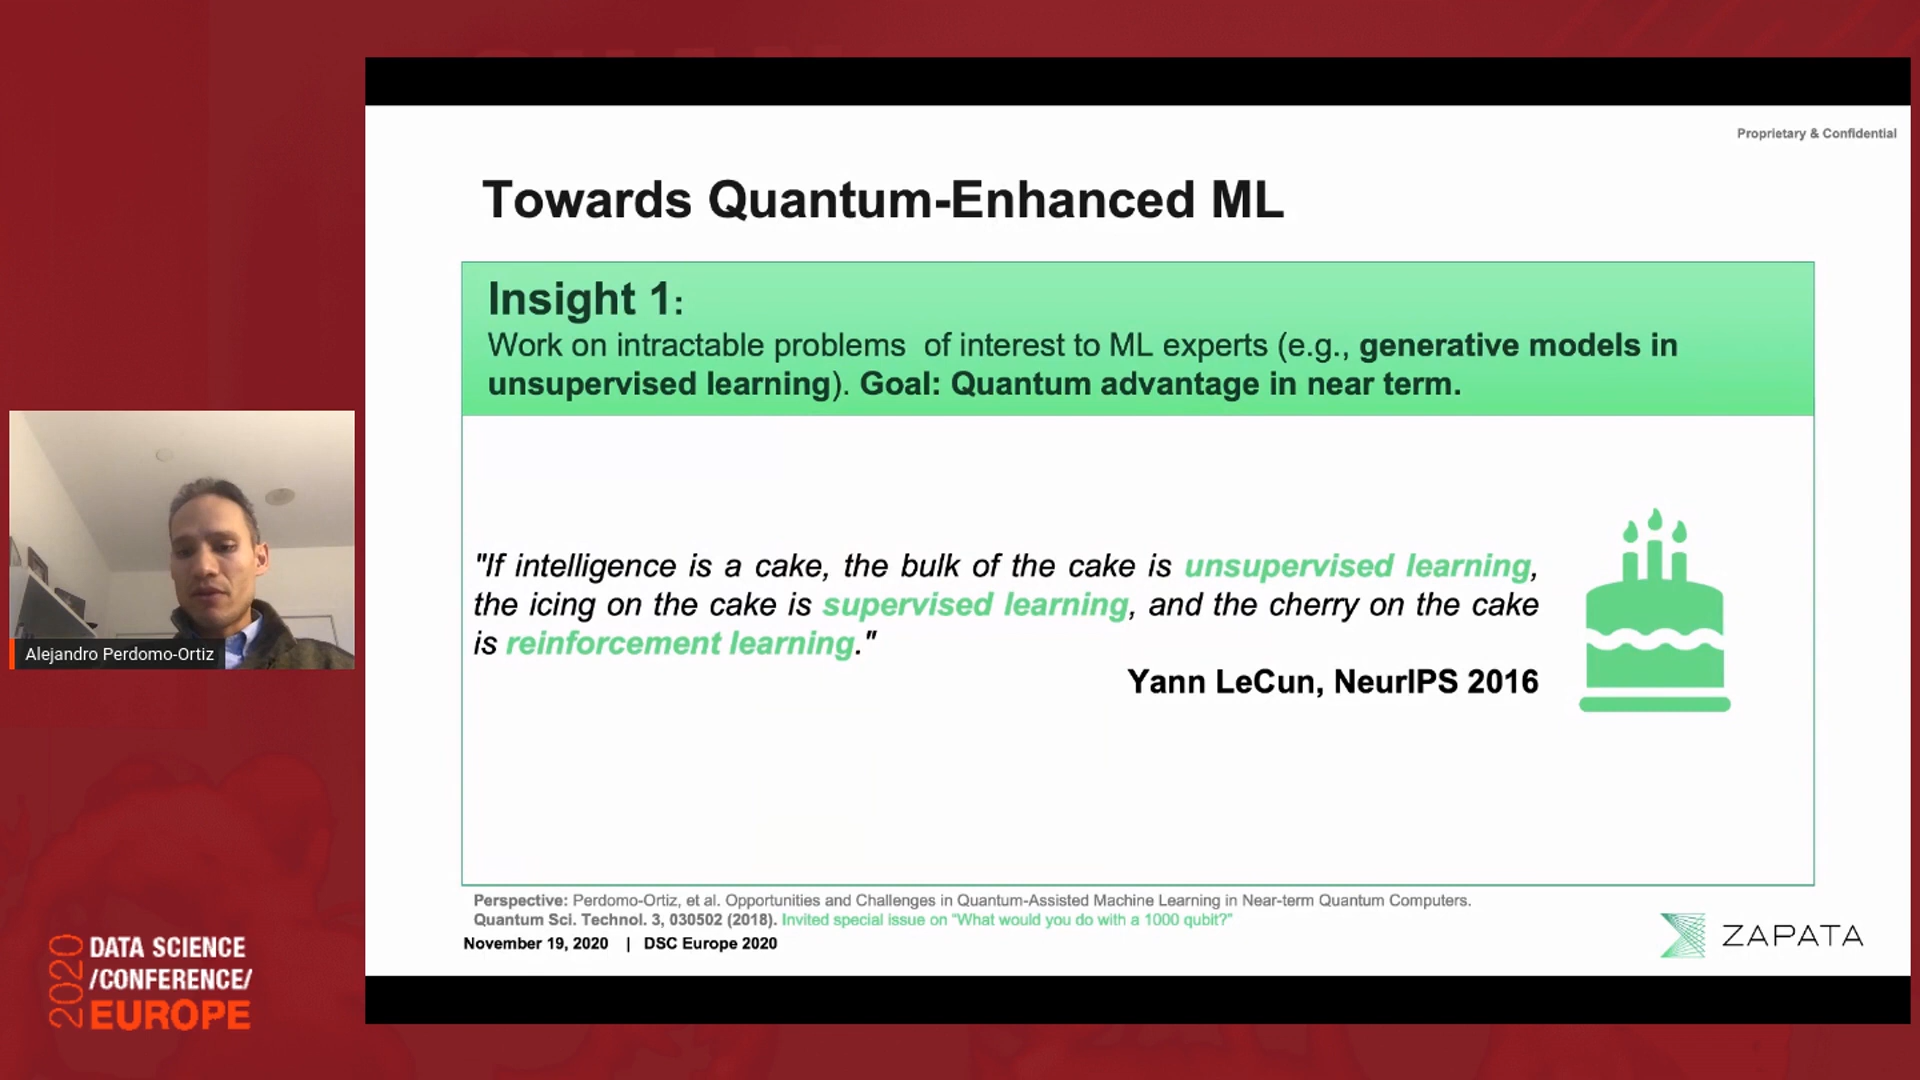 Proprietary & Confidential
Towards Quantum-Enhanced ML
Insight 1:
Work on intractable problems of interest to ML experts (e.g., generative models in
unsupervised learning). Goal: Quantum advantage in near term.
"If intelligence is a cake, the bulk of the cake is unsupervised learning,
the icing on the cake is supervised learning, and the cherry on the cake
is reinforcement learning."
Yann LeCun, NeurIPS 2016
Alejandro Perdomo-Ortiz
Perspective: Perdomo-Ortiz, et al. Opportunities and Challenges in Quantum-Assisted Machine Learning in Near-term Quantum Computers.
Quantum Sci. Technol. 3, 030502 (2018). Invited special issue on "What would you do with a 1000 qubit?"
November 19, 2020 | DSC Europe 2020
ZAPATA
2020
DATA SCIENCE
/CONFERENCE/
EUROPE